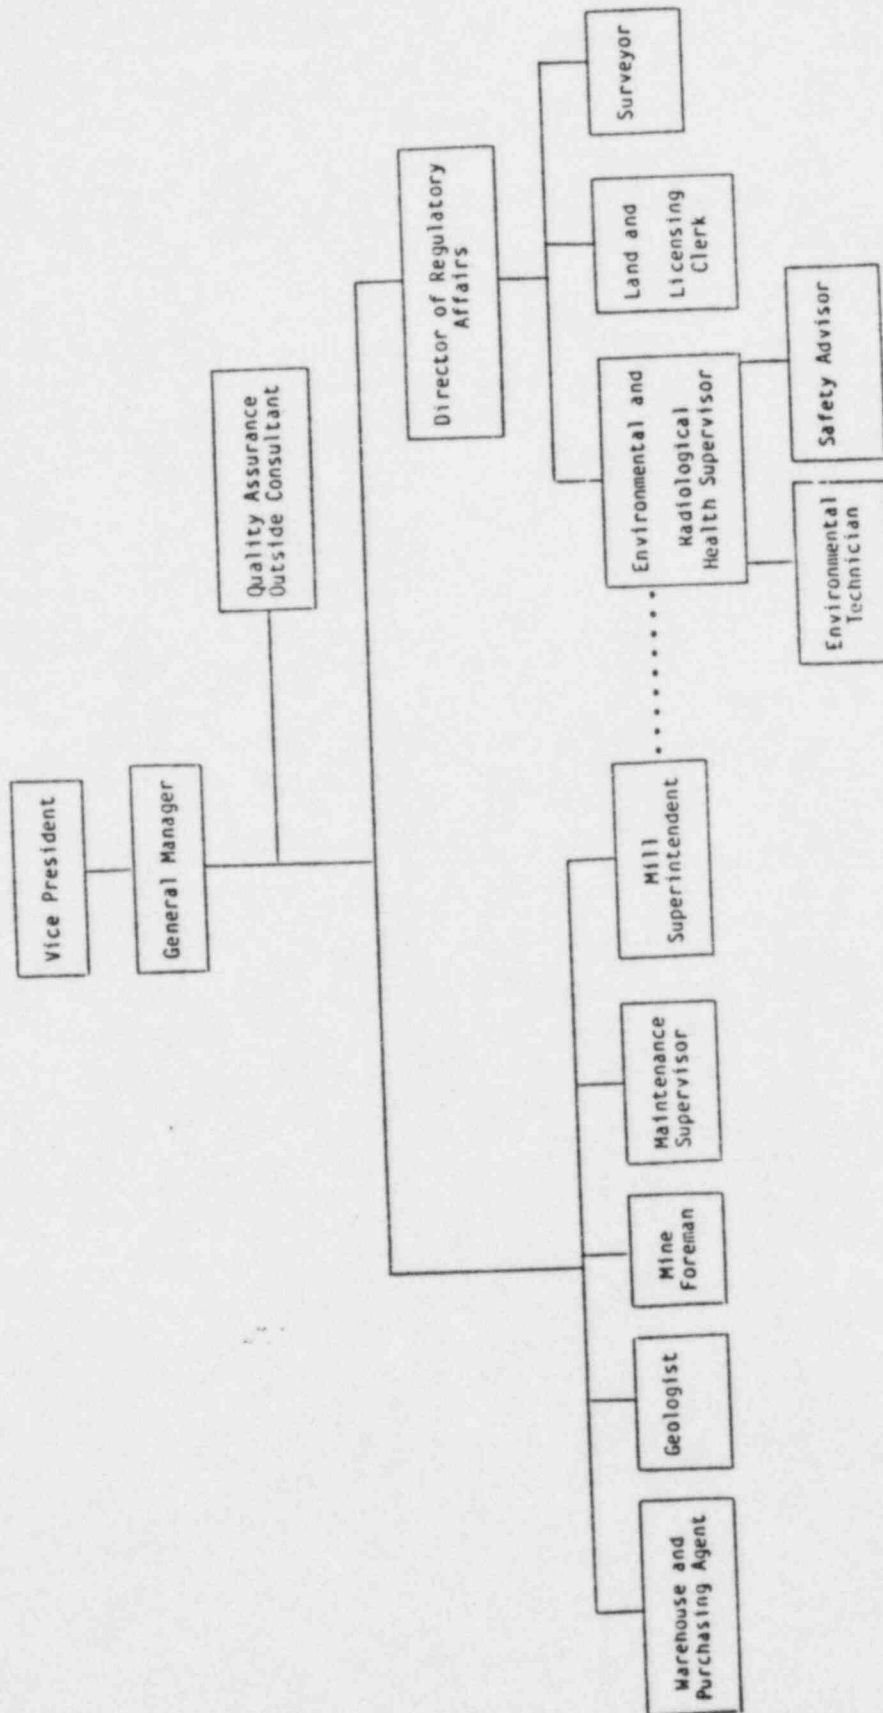 Vice President
General Manager
Quality Assurance
Outside Consultant
Director of Regulatory
Affairs
Warehouse and
Purchasing Agent
Geologist
Mine
Foreman
Maintenance
Supervisor
Mill
Superintendent
Environmental and
Radiological
Health Supervisor
Land and
Licensing
Clerk
Surveyor
Environmental
Technician
Safety Advisor